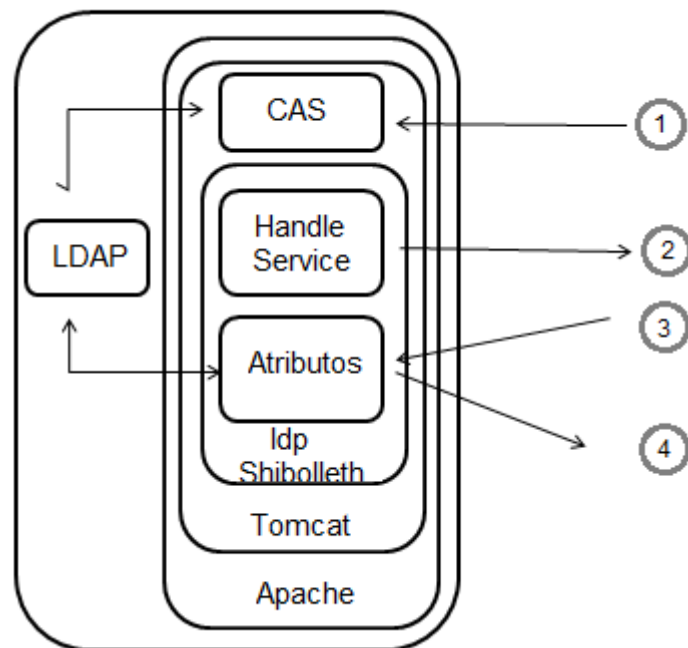 CAS
1
LDAP
Handle
Service
2
3
Atributos
4
Idp
Shibolleth
Tomcat
Apache